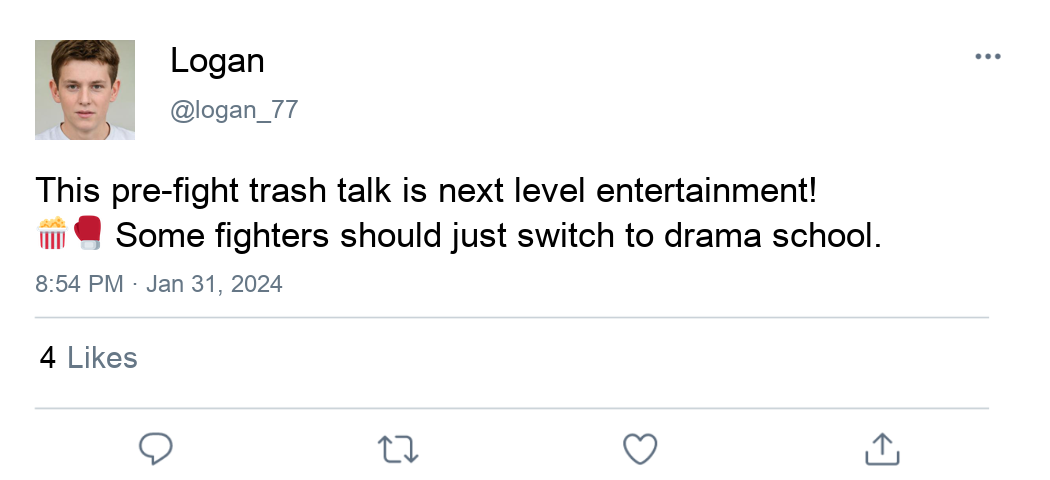 Logan
@logan_77
This pre-fight trash talk is next level entertainment!
🍿🥊 Some fighters should just switch to drama school.
8:54 PM · Jan 31, 2024
4 Likes